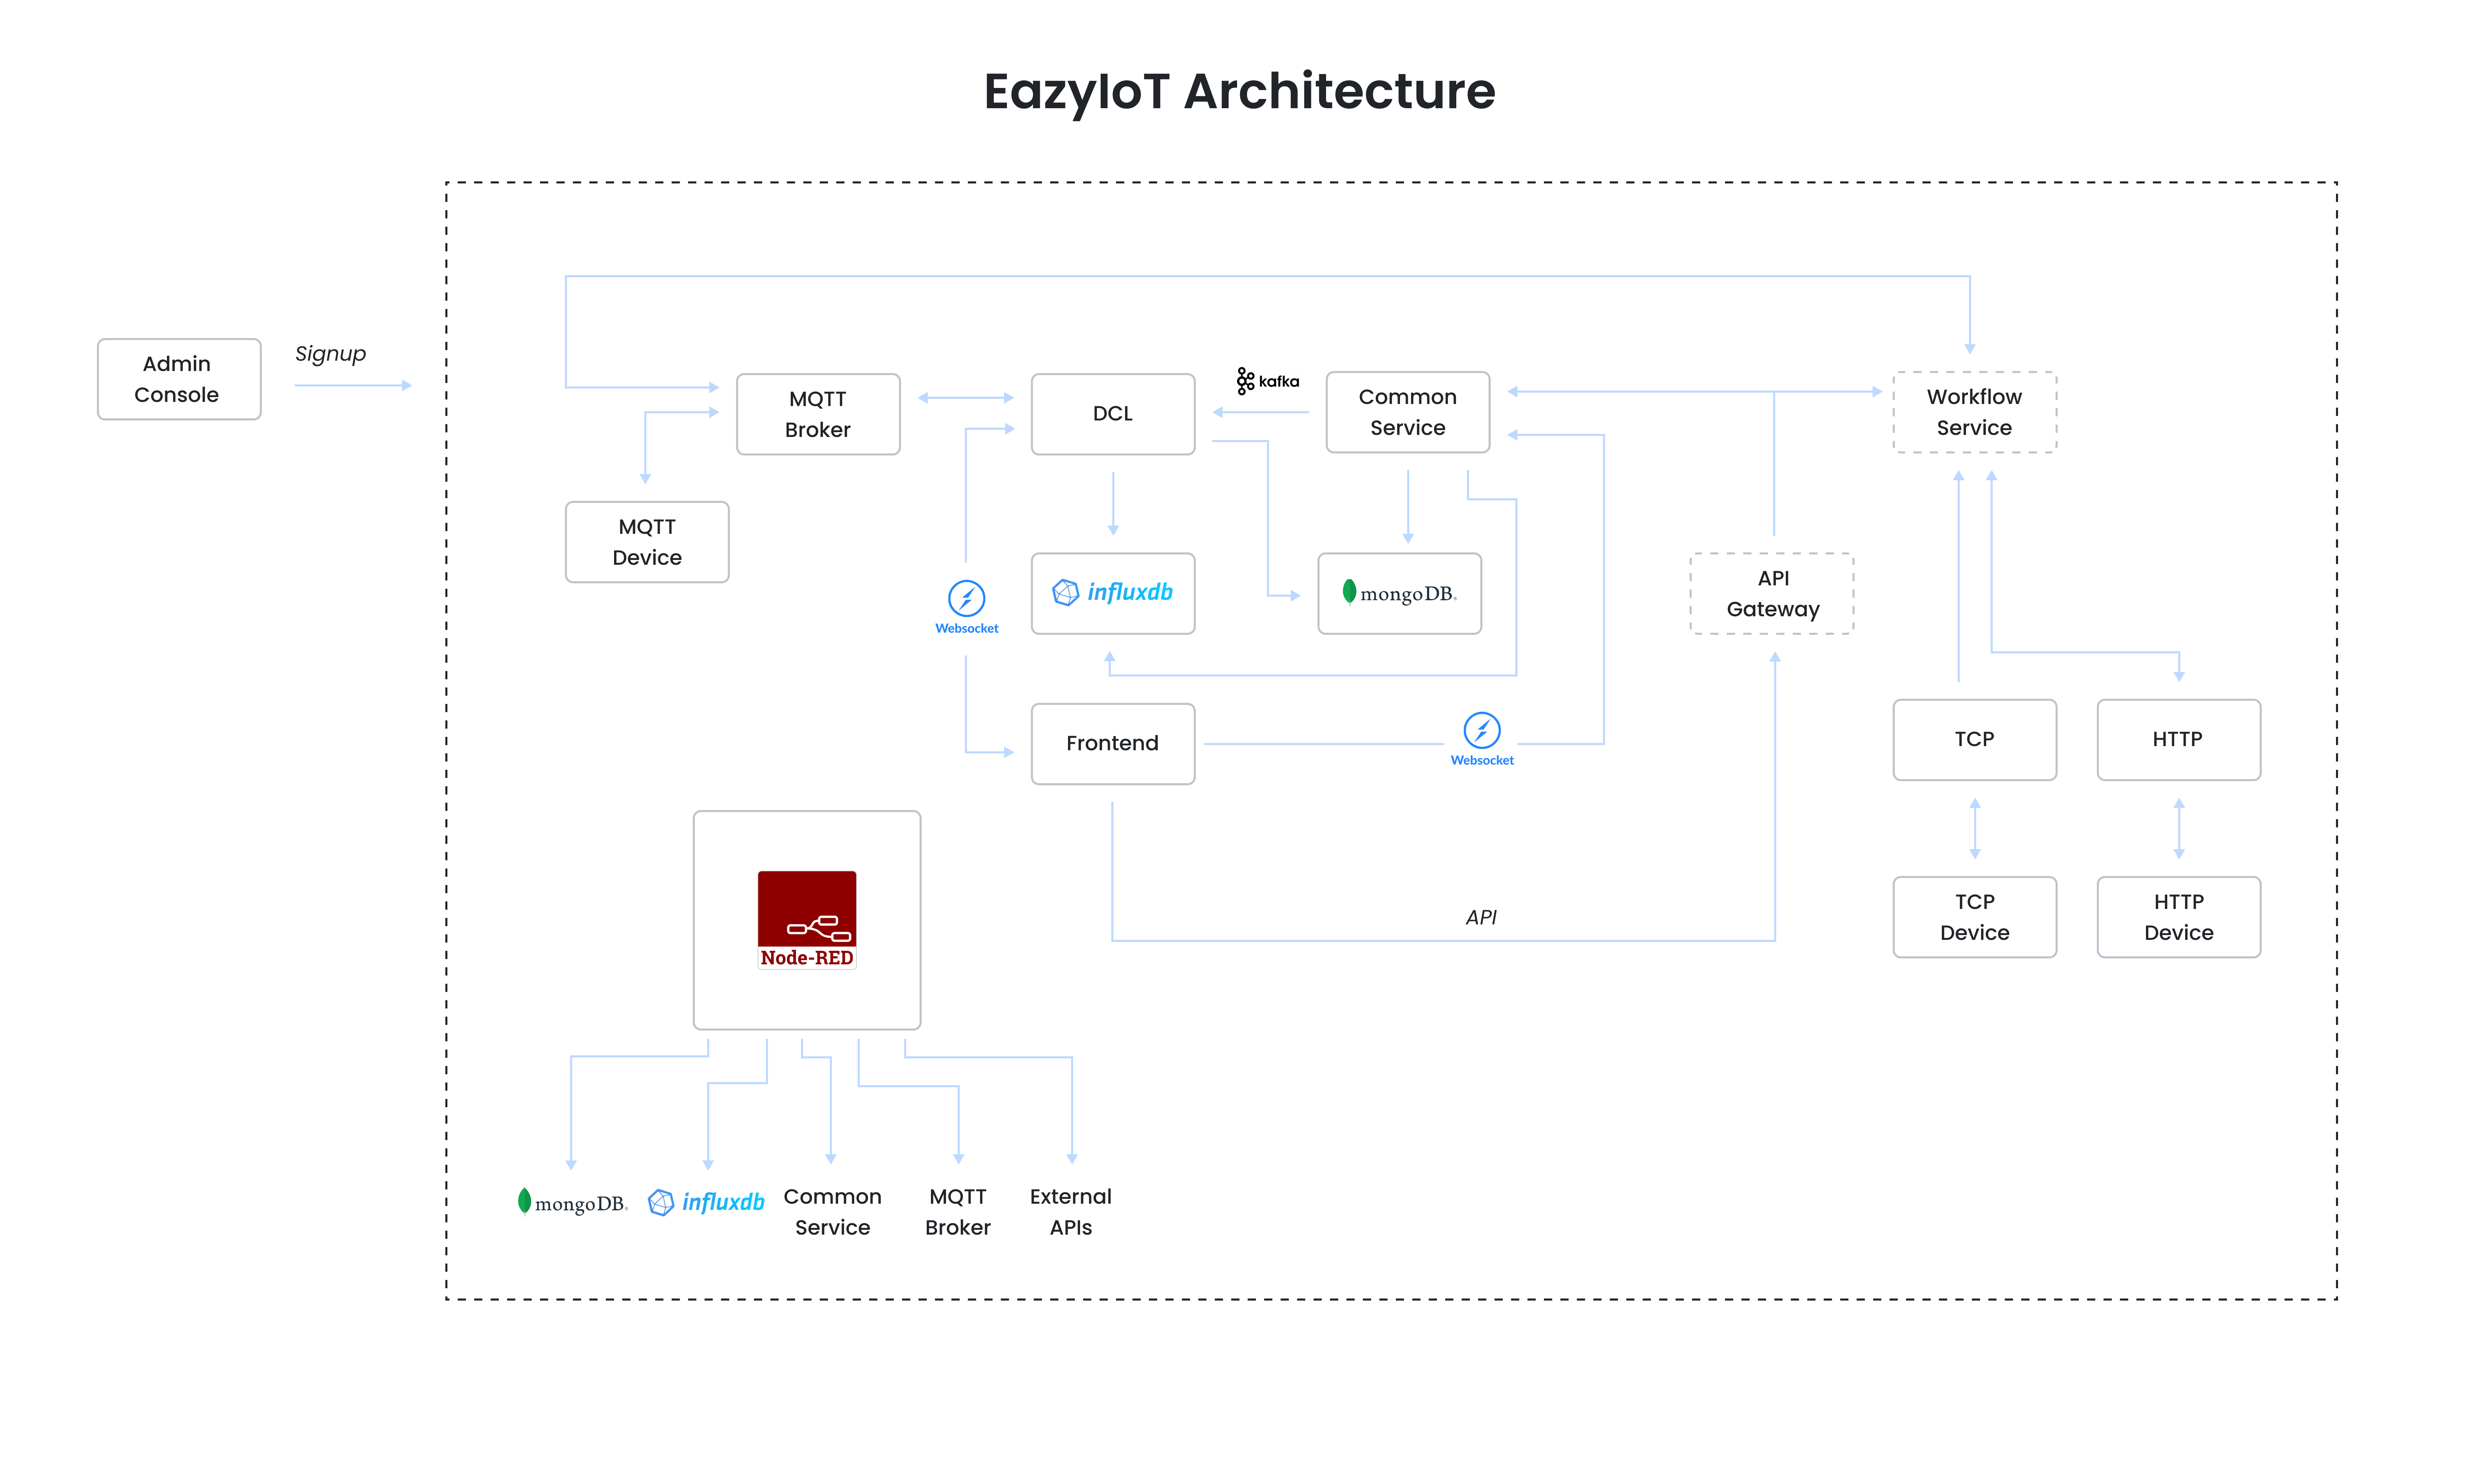 EazyIoT Architecture
Admin
Console
Signup
MQTT
Broker
DCL
kafka
Common
Service
Workflow
Service
MQTT
Device
Websocket
influxdb
mongoDB®
API
Gateway
Frontend
Websocket
TCP
HTTP
API
TCP
Device
HTTP
Device
Node-RED
mongoDB®
influxdb
Common
Service
MQTT
Broker
External
APIs